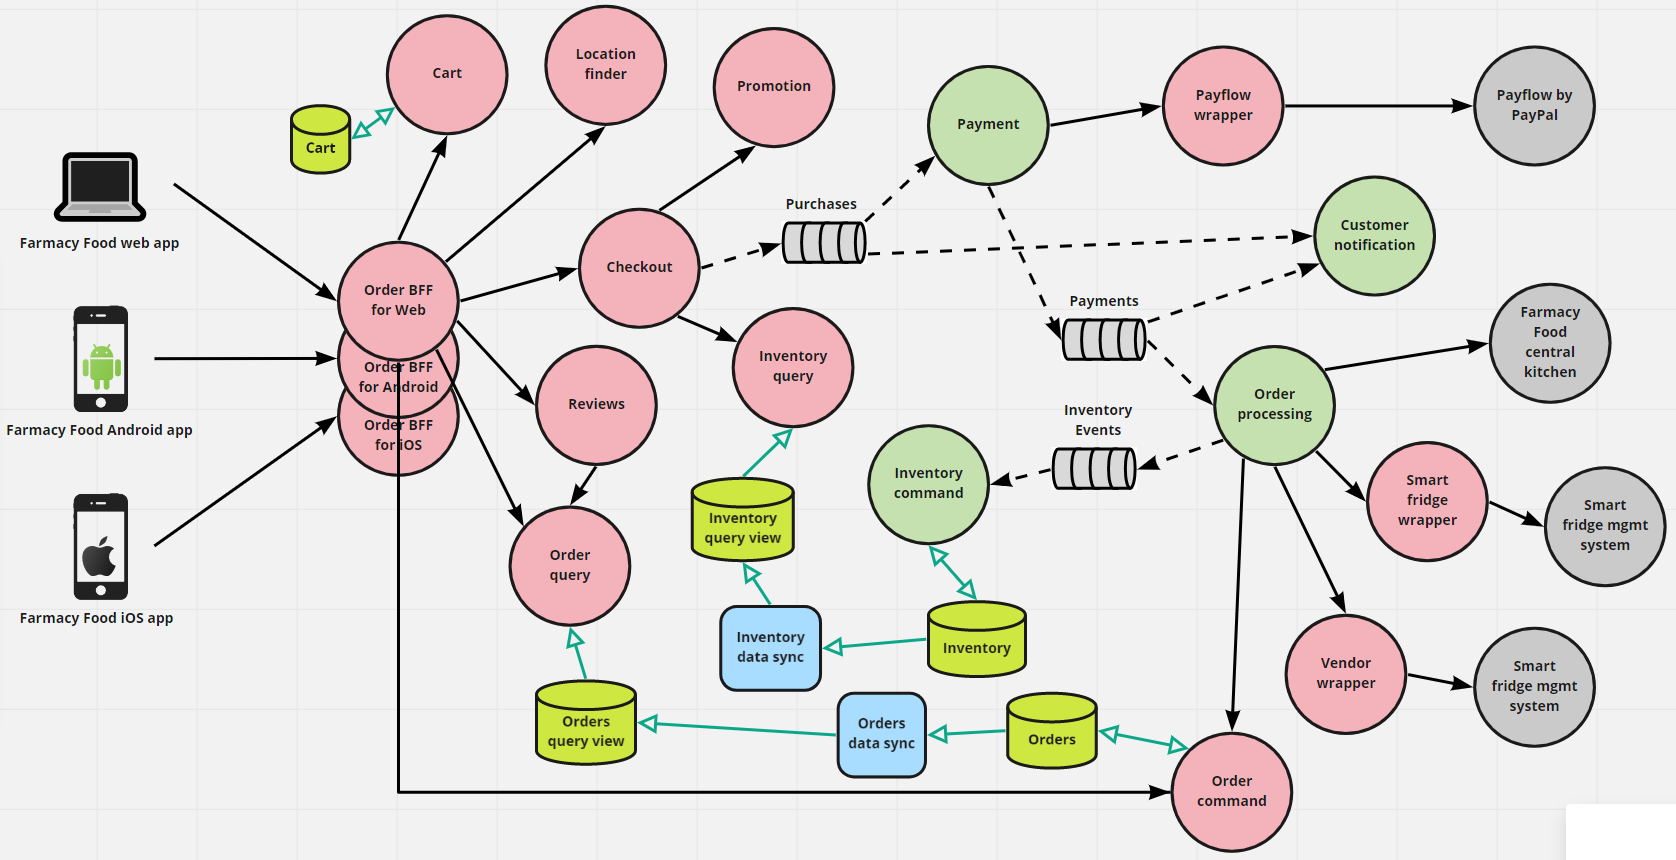 Cart
Location
finder
Promotion
Payment
Payflow
wrapper
Payflow by
PayPal
Cart
Farmacy Food web app
Purchases
Customer
notification
Order BFF
for Web
Checkout
Payments
Farmacy
Food
central
kitchen
Order BFF
for Android
Farmacy Food Android app
Inventory
query
Reviews
Order
processing
Order BFF
for iOS
Inventory
Events
Inventory
command
Smart
fridge
wrapper
Smart
fridge mgmt
system
Inventory
query view
Order
query
Farmacy Food iOS app
Inventory
data sync
Inventory
Vendor
wrapper
Smart
fridge mgmt
system
Orders
query view
Orders
data sync
Orders
Order
command